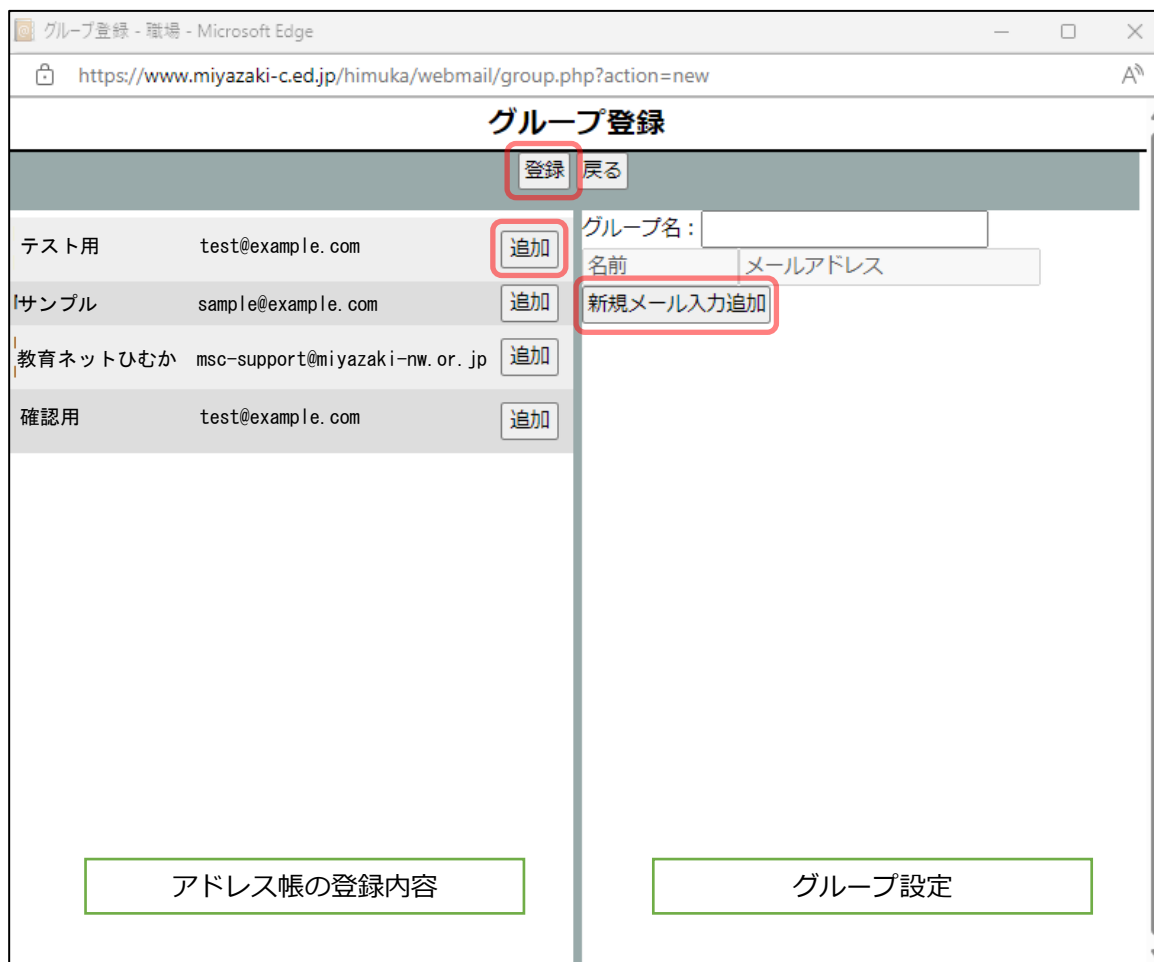 グループ登録 - 職場 - Microsoft Edge
https://www.miyazaki-c.ed.jp/himuka/webmail/group.php?action=new
グループ登録
登録 戻る
テスト用 test@example.com 追加
サンプル sample@example.com 追加
教育ネットひむか msc-support@miyazaki-nw.or.jp 追加
確認用 test@example.com 追加
グループ名：
名前 メールアドレス
新規メール入力追加
アドレス帳の登録内容
グループ設定